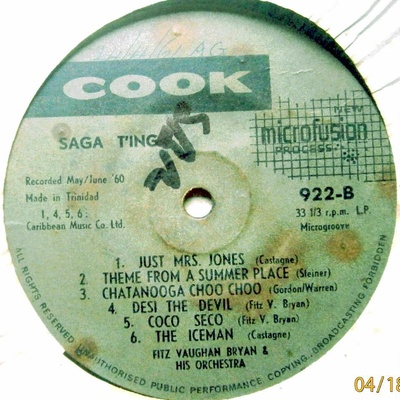 COOK
SAGA T'ING
NEW
microfusion
PROCESS
Recorded May/June '60
Made in Trinidad
1, 4, 5, 6:
Caribbean Music Co. Ltd.
922-B
33 1/3 r.p.m. L.P
Microgroove
1. JUST MRS. JONES (Castagne)
2. THEME FROM A SUMMER PLACE (Steiner)
3. CHATANOOGA CHOO CHOO (Gordon/Warren)
4. DESI THE DEVIL (Fitz V. Bryan)
5. COCO SECO (Fitz V. Bryan)
6. THE ICEMAN (Castagne)
FITZ VAUGHAN BRYAN &
HIS ORCHESTRA
ALL RIGHTS RESERVED UNAUTHORISED PUBLIC PERFORMANCE COPYING, BROADCASTING FORBIDDEN
04/18